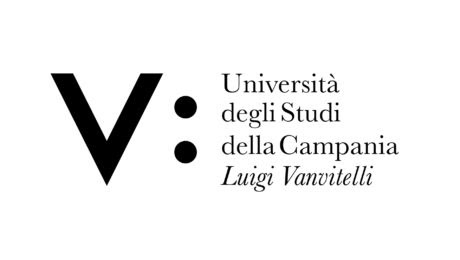 V:
Università
degli Studi
della Campania
Luigi Vanvitelli